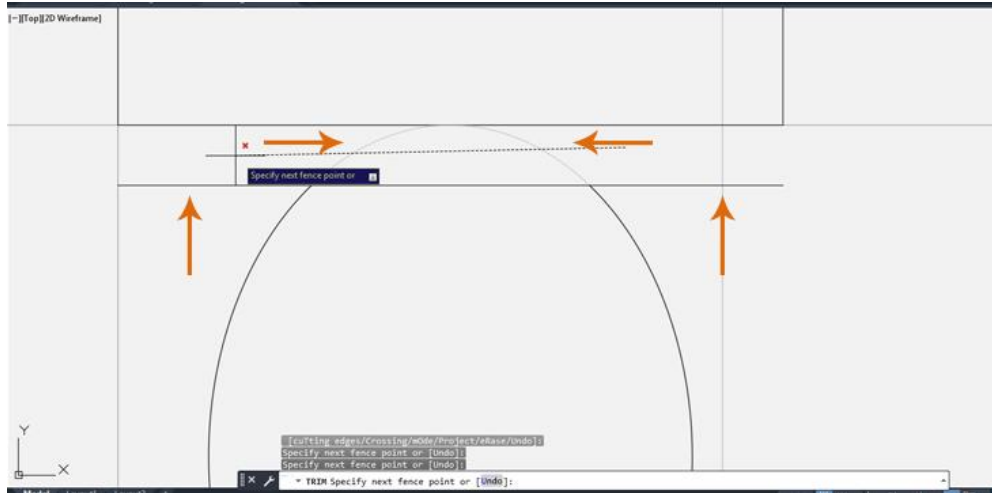 [−][Top][2D Wireframe]
Specify next fence point or
Y
X
[cuTting edges/Crossing/mOde/Project/eRase/Undo]:
Specify next fence point or [Undo]:
Specify next fence point or [Undo]:
TRIM Specify next fence point or [Undo]: